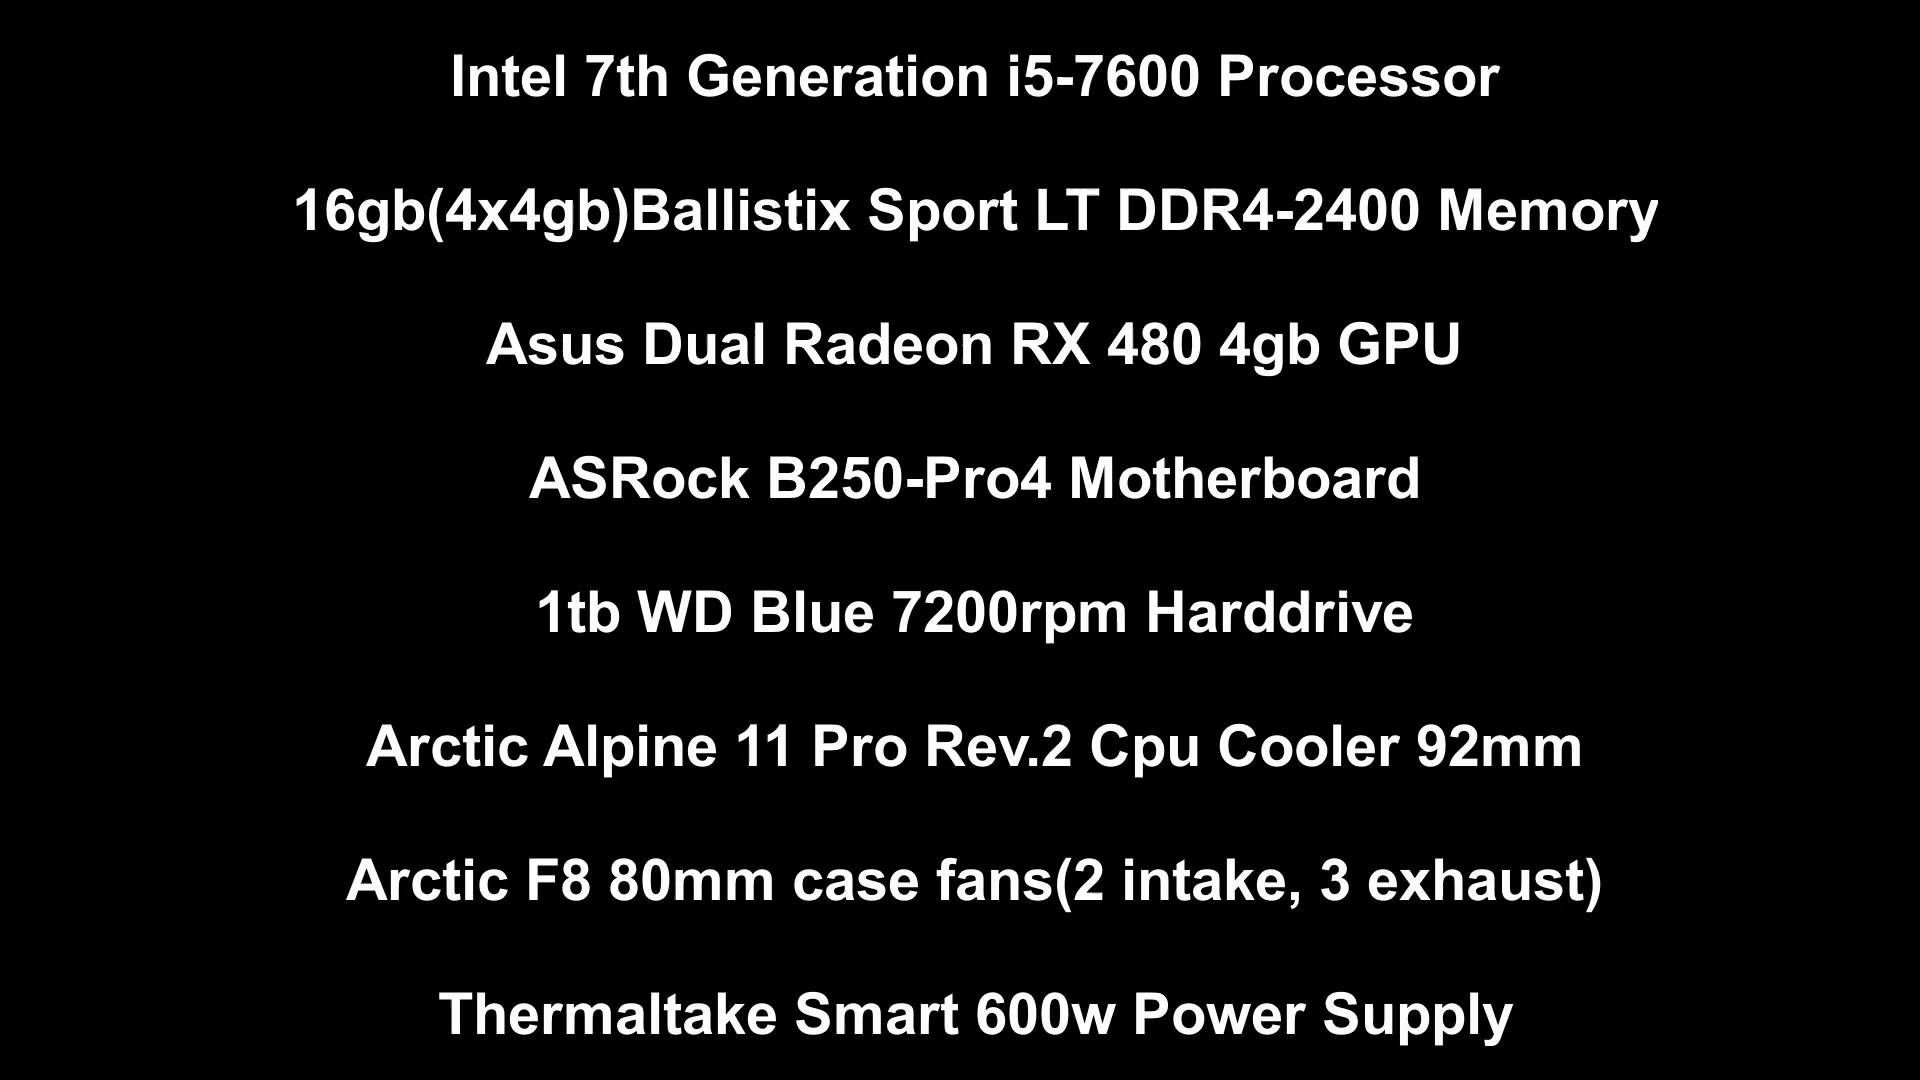 Intel 7th Generation i5-7600 Processor
16gb(4x4gb)Ballistix Sport LT DDR4-2400 Memory
Asus Dual Radeon RX 480 4gb GPU
ASRock B250-Pro4 Motherboard
1tb WD Blue 7200rpm Harddrive
Arctic Alpine 11 Pro Rev.2 Cpu Cooler 92mm
Arctic F8 80mm case fans(2 intake, 3 exhaust)
Thermaltake Smart 600w Power Supply